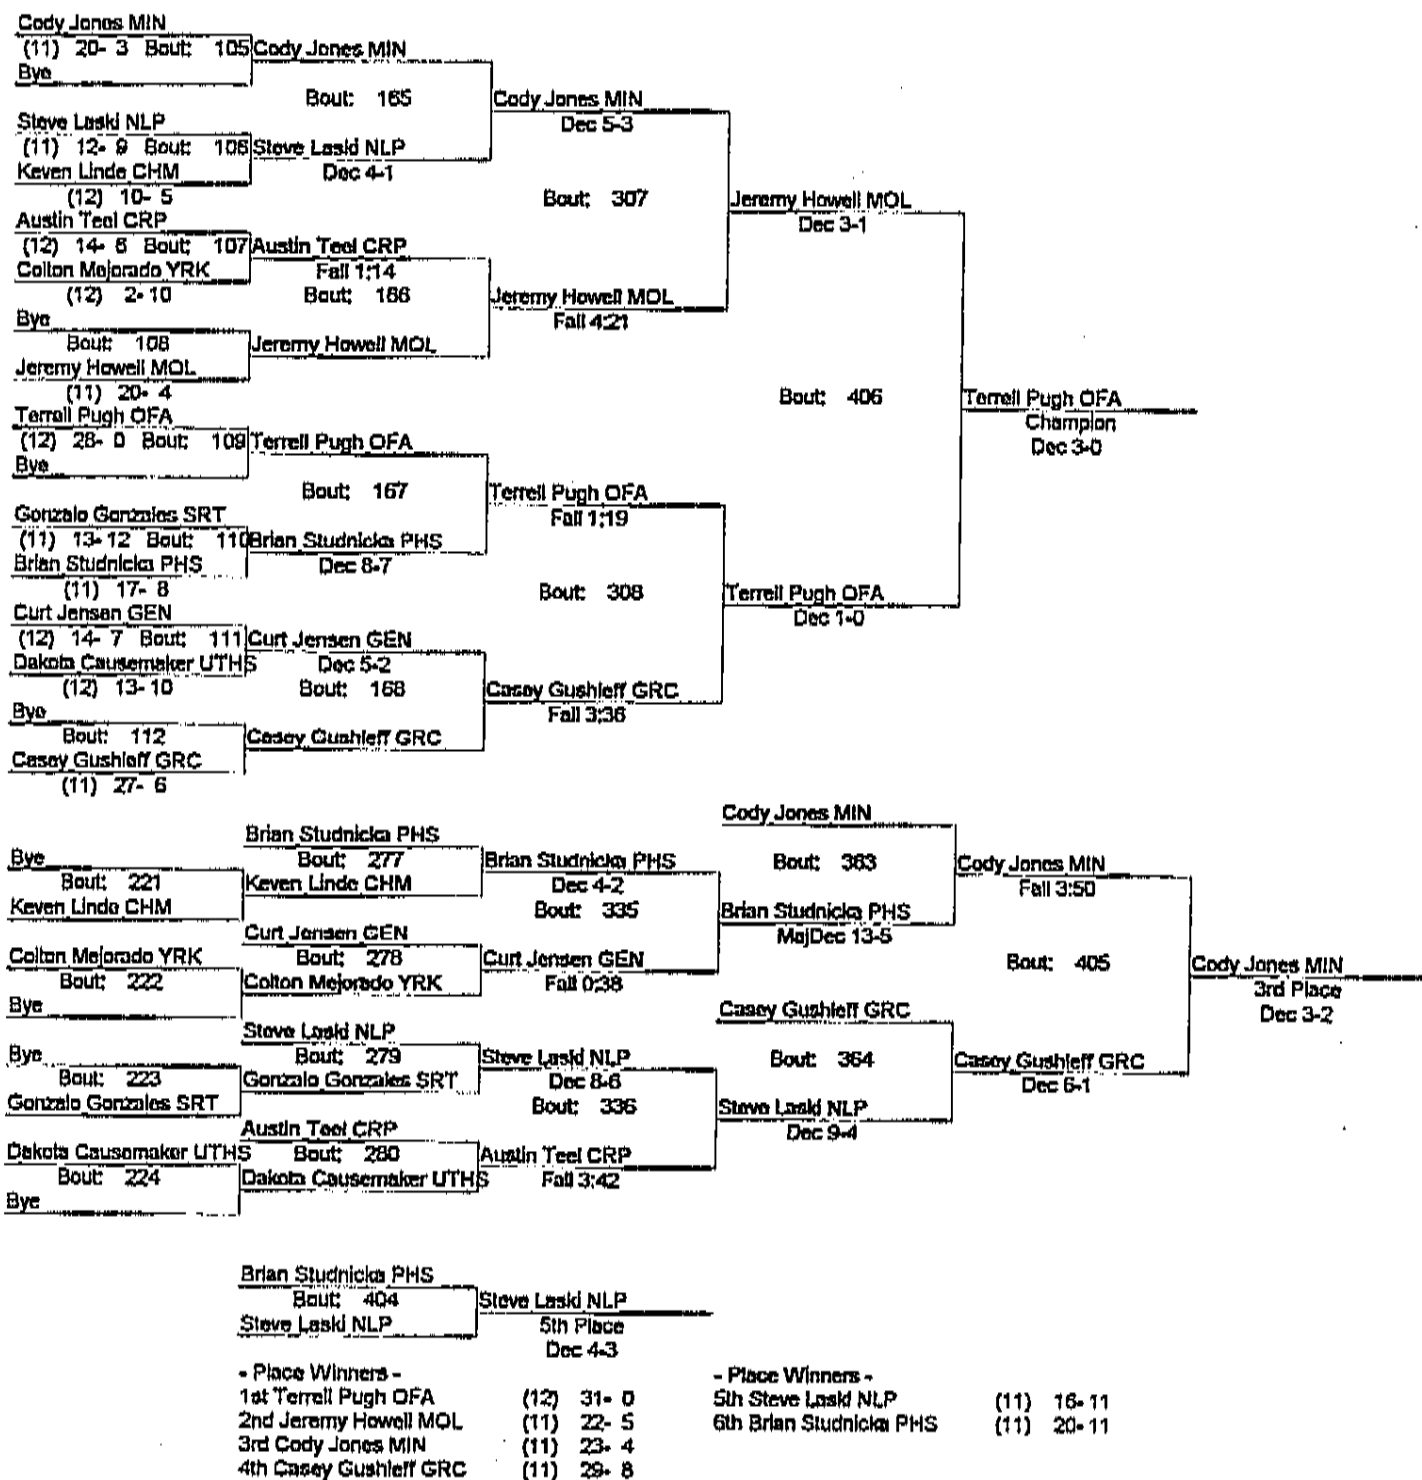 Cody Jones MIN
(11) 20- 3 Bout: 105
Bye
Cody Jones MIN
Bout: 165
Steve Laski NLP
(11) 12- 9 Bout: 106
Keven Linde CHM
(12) 10- 5
Steve Laski NLP
Dec 4-1
Cody Jones MIN
Dec 5-3
Bout: 307
Austin Teel CRP
(12) 14- 6 Bout: 107
Colton Mejorado YRK
(12) 2- 10
Austin Teel CRP
Fall 1:14
Bout: 166
Bye
Bout: 108
Jeremy Howell MOL
(11) 20- 4
Jeremy Howell MOL
Jeremy Howell MOL
Fall 4:21
Jeremy Howell MOL
Dec 3-1
Bout: 406
Terrell Pugh OFA
Champion
Dec 3-0
Terrell Pugh OFA
(12) 28- 0 Bout: 109
Bye
Terrell Pugh OFA
Bout: 167
Gonzalo Gonzales SRT
(11) 13- 12 Bout: 110
Brian Studnicka PHS
(11) 17- 8
Brian Studnicka PHS
Dec 8-7
Terrell Pugh OFA
Fall 1:19
Bout: 308
Terrell Pugh OFA
Dec 1-0
Curt Jensen GEN
(12) 14- 7 Bout: 111
Dakota Causemaker UTHS
(12) 13- 10
Curt Jensen GEN
Dec 5-2
Bout: 168
Bye
Bout: 112
Casey Gushleff GRC
(11) 27- 6
Casey Gushleff GRC
Casey Gushleff GRC
Fall 3:36
Bye
Bout: 221
Keven Linde CHM
Brian Studnicka PHS
Bout: 277
Keven Linde CHM
Brian Studnicka PHS
Dec 4-2
Bout: 335
Colton Mejorado YRK
Bout: 222
Bye
Curt Jensen GEN
Bout: 278
Colton Mejorado YRK
Curt Jensen GEN
Fall 0:38
Cody Jones MIN
Bout: 363
Brian Studnicka PHS
MajDec 13-5
Cody Jones MIN
Fall 3:50
Bout: 405
Cody Jones MIN
3rd Place
Dec 3-2
Bye
Bout: 223
Gonzalo Gonzales SRT
Steve Laski NLP
Bout: 279
Gonzalo Gonzales SRT
Steve Laski NLP
Dec 8-6
Bout: 336
Dakota Causemaker UTHS
Bout: 224
Bye
Austin Teel CRP
Bout: 280
Dakota Causemaker UTHS
Austin Teel CRP
Fall 3:42
Casey Gushleff GRC
Bout: 364
Steve Laski NLP
Dec 9-4
Casey Gushleff GRC
Dec 6-1
Brian Studnicka PHS
Bout: 404
Steve Laski NLP
Steve Laski NLP
5th Place
Dec 4-3
- Place Winners -
1st Terrell Pugh OFA (12) 31- 0
2nd Jeremy Howell MOL (11) 22- 5
3rd Cody Jones MIN (11) 23- 4
4th Casey Gushleff GRC (11) 29- 8
- Place Winners -
5th Steve Laski NLP (11) 16- 11
6th Brian Studnicka PHS (11) 20- 11